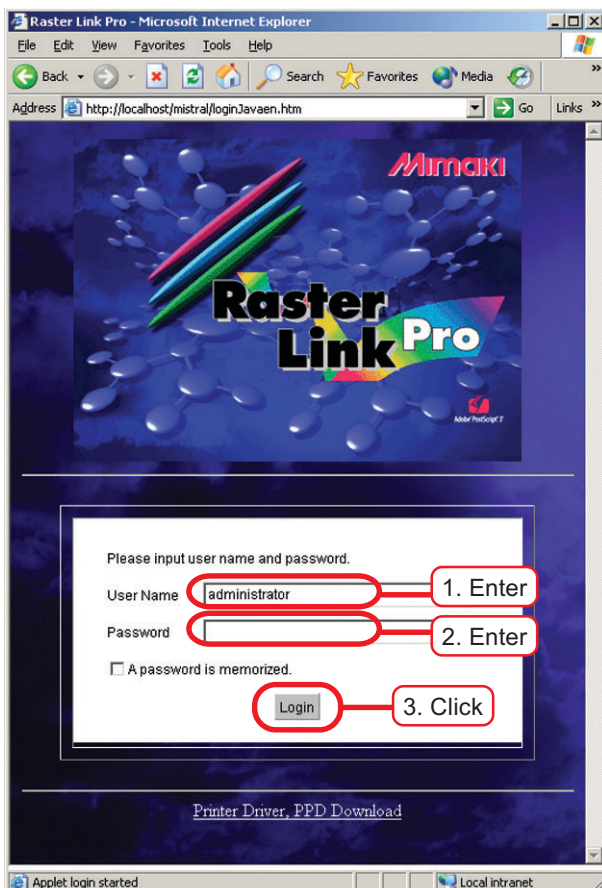 Raster Link Pro - Microsoft Internet Explorer
File Edit View Favorites Tools Help
Back Search Favorites Media »
Address http://localhost/mistral/loginJavaen.htm Go Links »
Mimaki
Raster
Link Pro
Adobe PostScript 3
Please input user name and password.
User Name administrator 1. Enter
Password 2. Enter
A password is memorized.
Login 3. Click
Printer Driver, PPD Download
Applet login started Local intranet